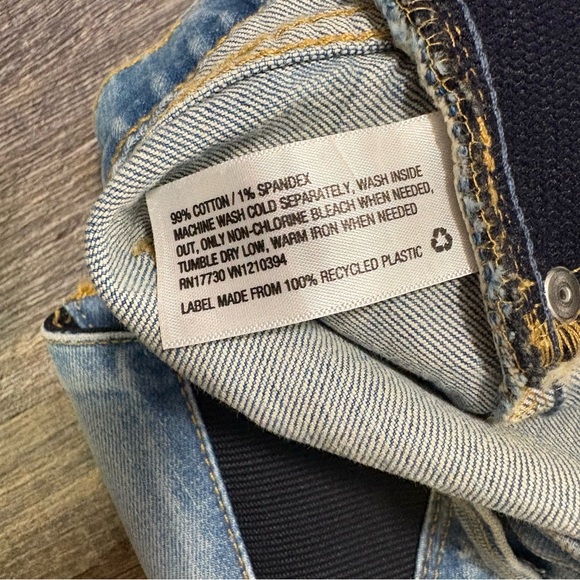 99% COTTON / 1% SPANDEX
MACHINE WASH COLD SEPARATELY, WASH INSIDE
OUT, ONLY NON-CHLORINE BLEACH WHEN NEEDED,
TUMBLE DRY LOW, WARM IRON WHEN NEEDED
RN17730 VN1210394
LABEL MADE FROM 100% RECYCLED PLASTIC